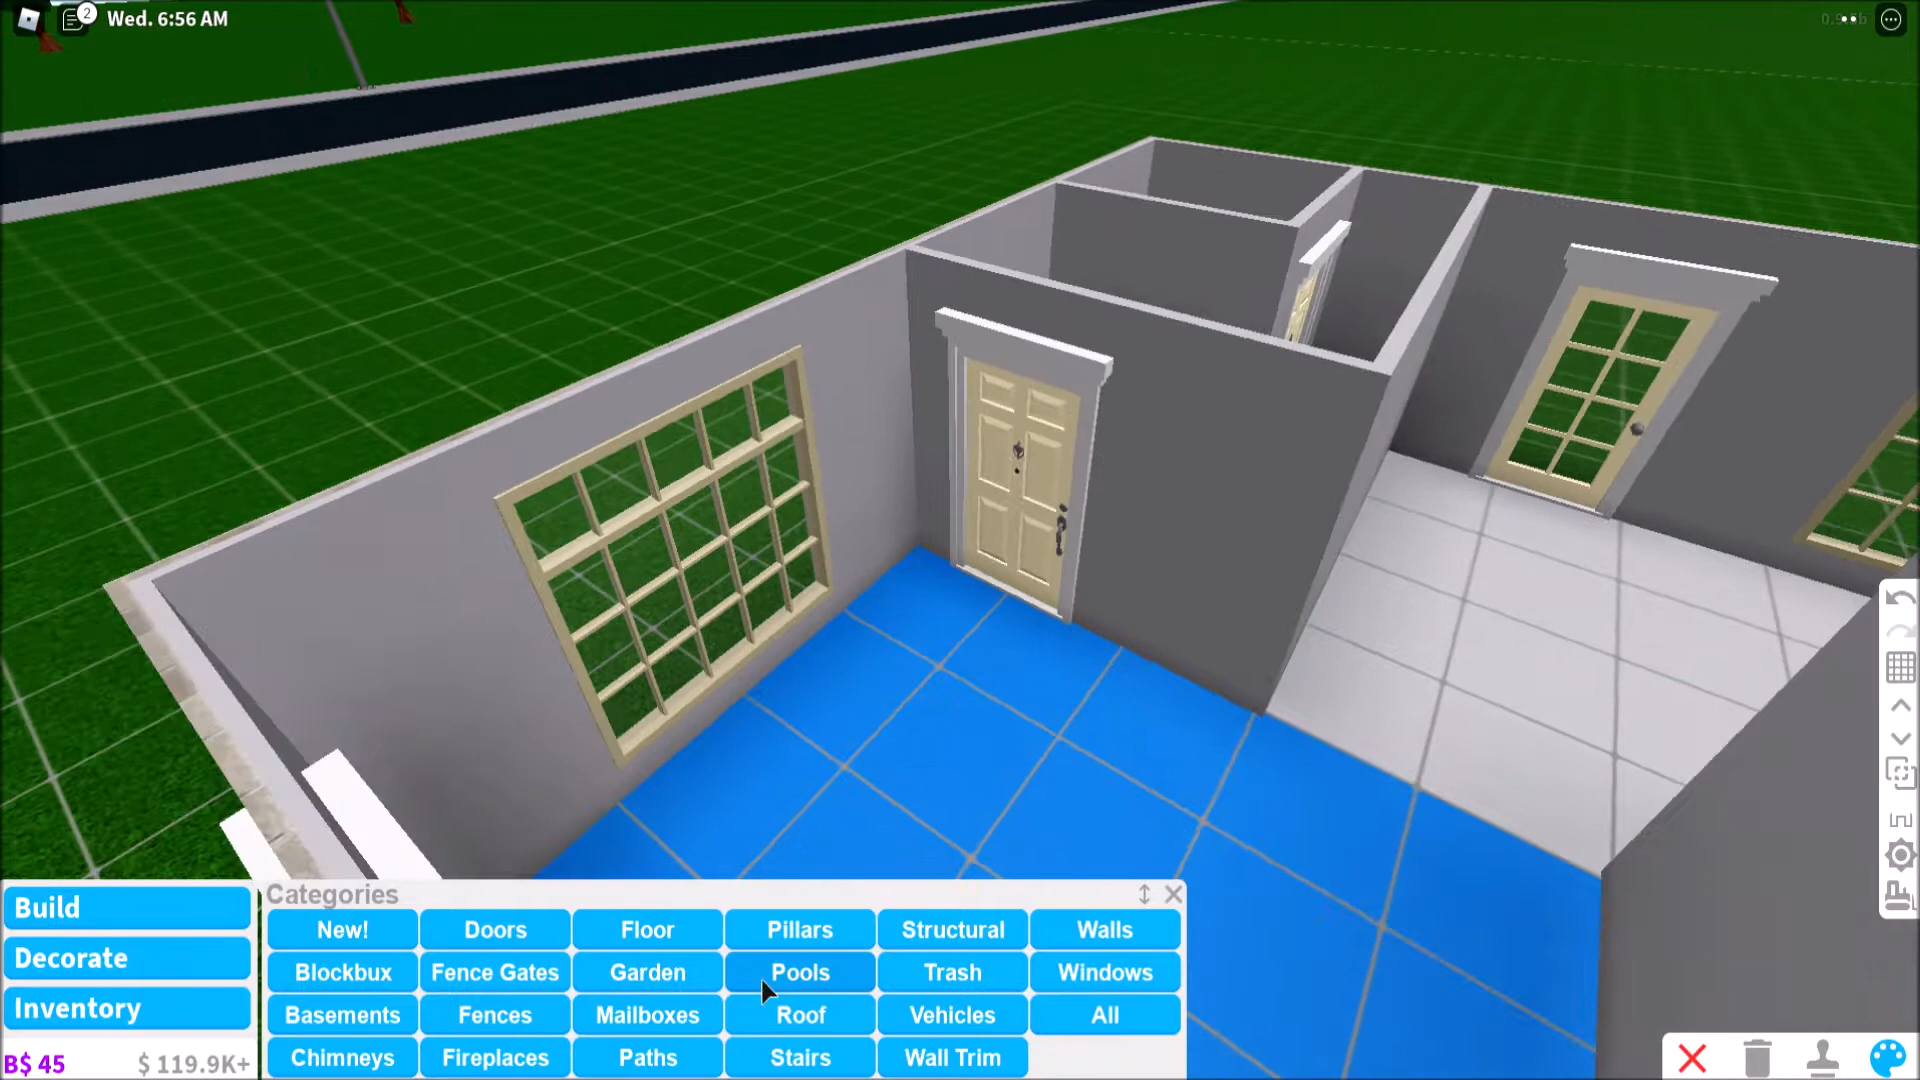 2 Wed. 6:56 AM
Categories
New! Doors Floor Pillars Structural Walls
Blockbux Fence Gates Garden Pools Trash Windows
Basements Fences Mailboxes Roof Vehicles All
Chimneys Fireplaces Paths Stairs Wall Trim
Build
Decorate
Inventory
B$ 45 $ 119.9K+